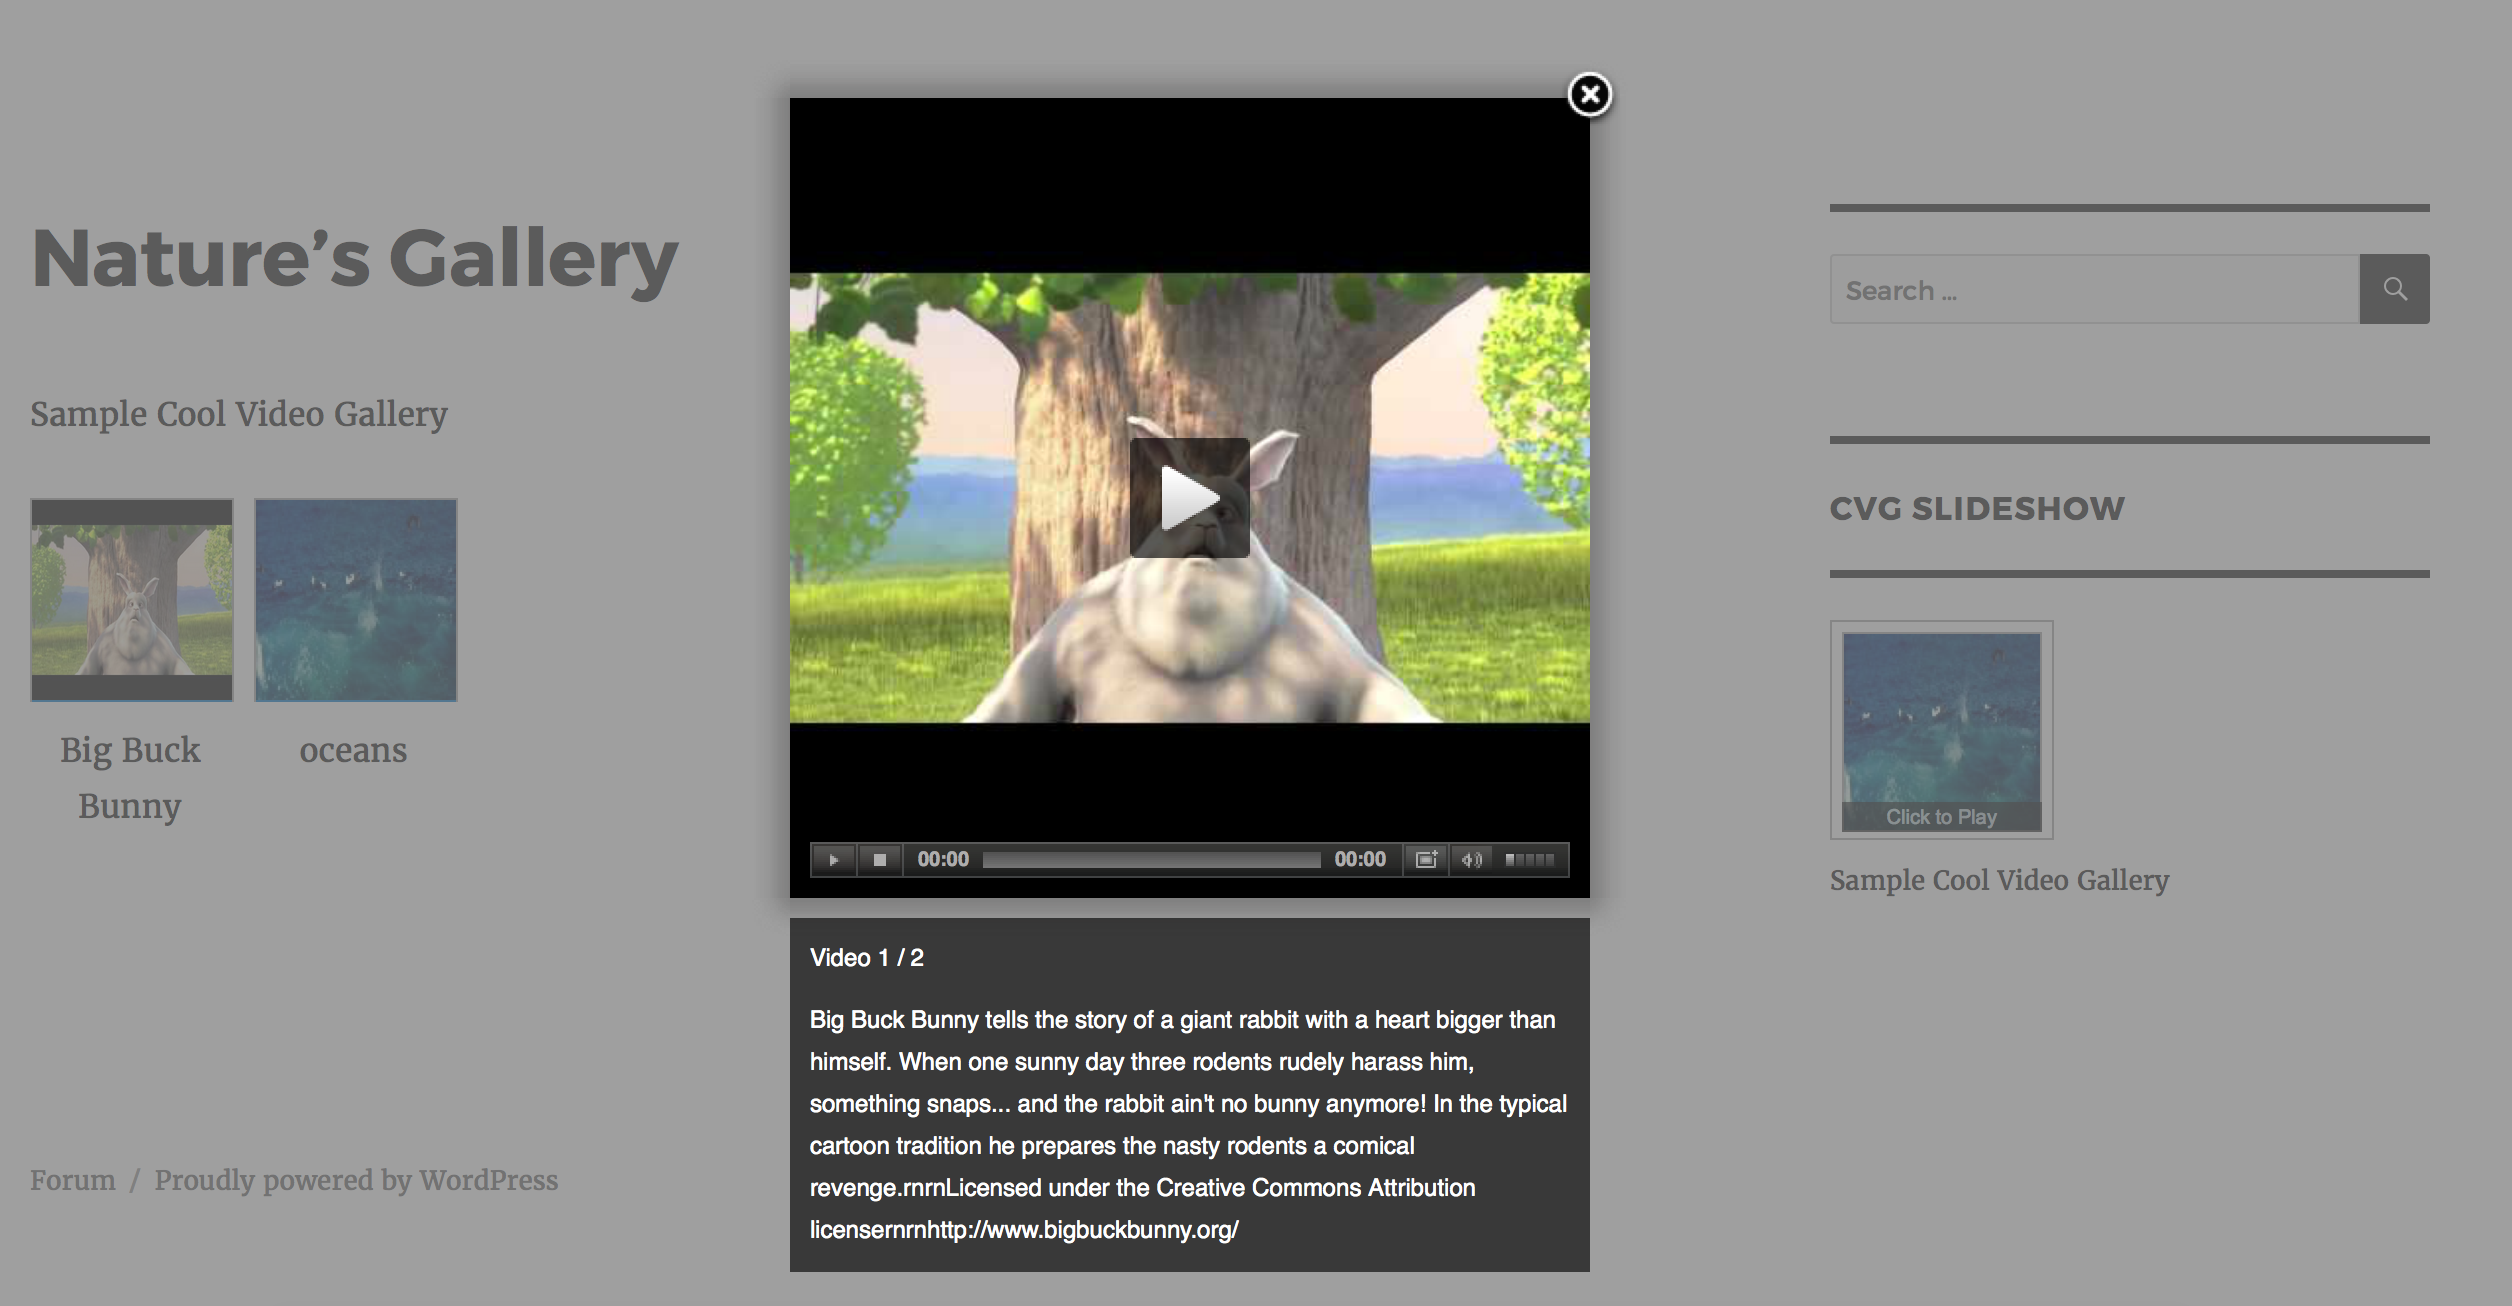 Nature’s Gallery
Sample Cool Video Gallery
Big Buck
Bunny
oceans
Forum / Proudly powered by WordPress
00:00
00:00
Video 1 / 2
Big Buck Bunny tells the story of a giant rabbit with a heart bigger than
himself. When one sunny day three rodents rudely harass him,
something snaps... and the rabbit ain't no bunny anymore! In the typical
cartoon tradition he prepares the nasty rodents a comical
revenge.rnrnLicensed under the Creative Commons Attribution
licensernrnhttp://www.bigbuckbunny.org/
Search …
CVG SLIDESHOW
Click to Play
Sample Cool Video Gallery